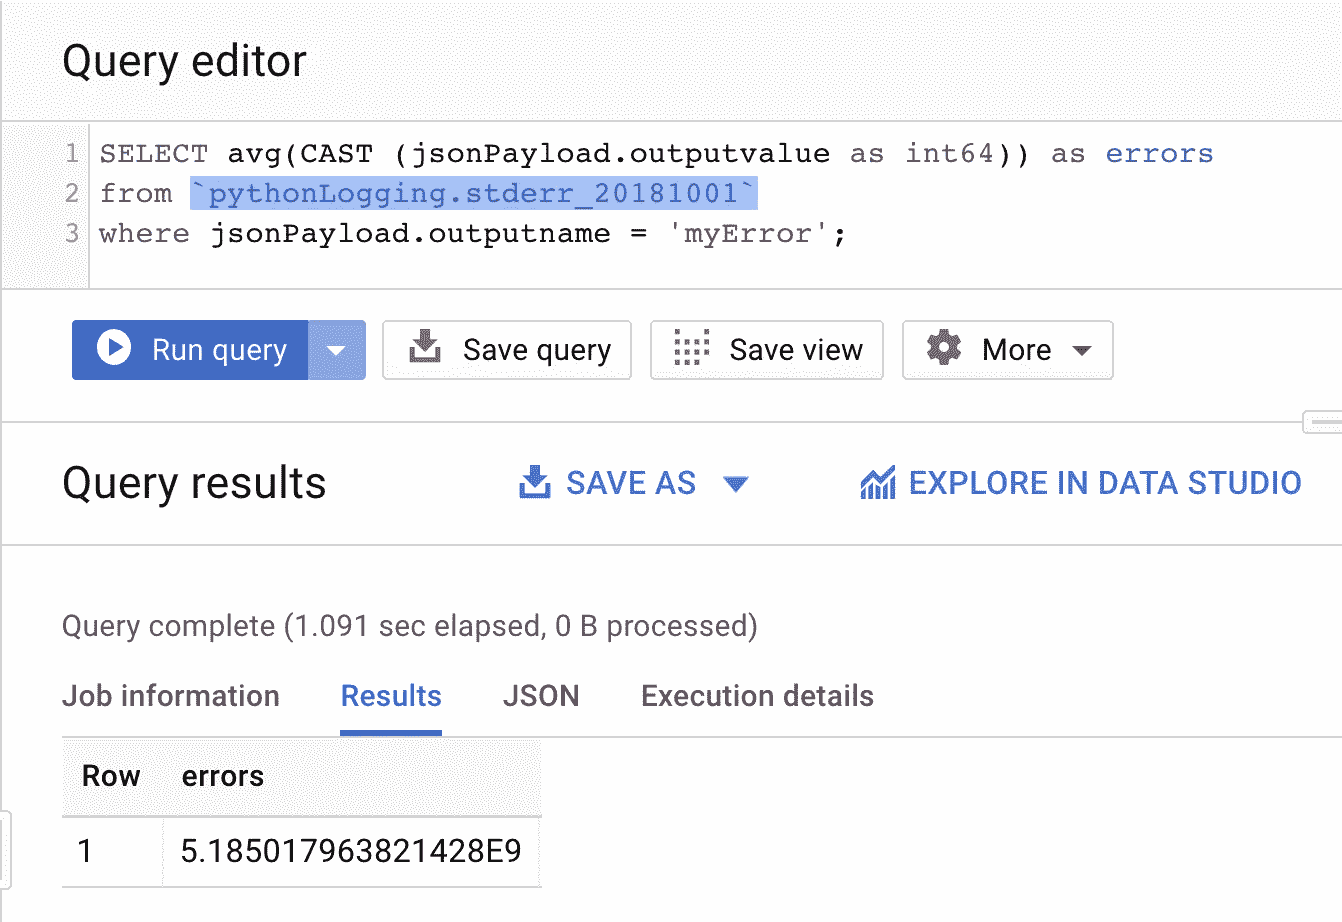 Query editor
1 SELECT avg(CAST (jsonPayload.outputvalue as int64)) as errors
2 from `pythonLogging.stderr_20181001`
3 where jsonPayload.outputname = 'myError';
Run query Save query Save view More
Query results SAVE AS EXPLORE IN DATA STUDIO
Query complete (1.091 sec elapsed, 0 B processed)
Job information Results JSON Execution details
Row errors
1 5.185017963821428E9